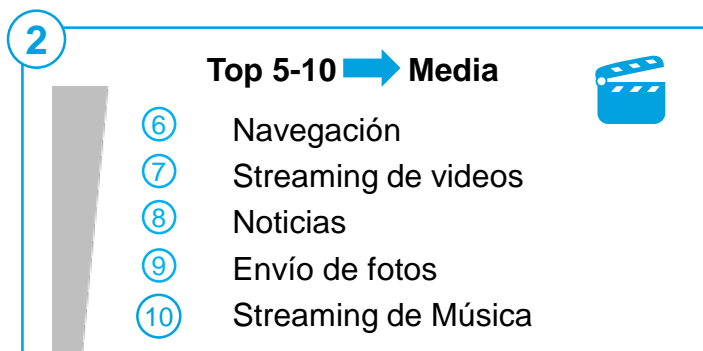 2
Top 5-10 Media
6 Navegación
7 Streaming de videos
8 Noticias
9 Envío de fotos
10 Streaming de Música